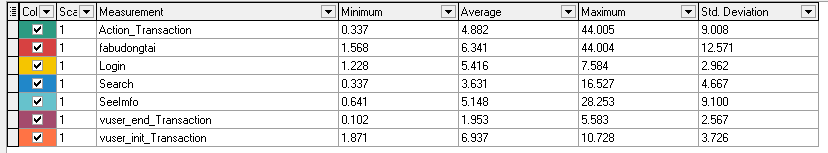 Col Sca Measurement Minimum Average Maximum Std. Deviation
1 Action_Transaction 0.337 4.882 44.005 9.008
1 fabudongtai 1.568 6.341 44.004 12.571
1 Login 1.228 5.416 7.584 2.962
1 Search 0.337 3.631 16.527 4.667
1 SeeImfo 0.641 5.148 28.253 9.100
1 vuser_end_Transaction 0.102 1.953 5.583 2.567
1 vuser_init_Transaction 1.871 6.937 10.728 3.726